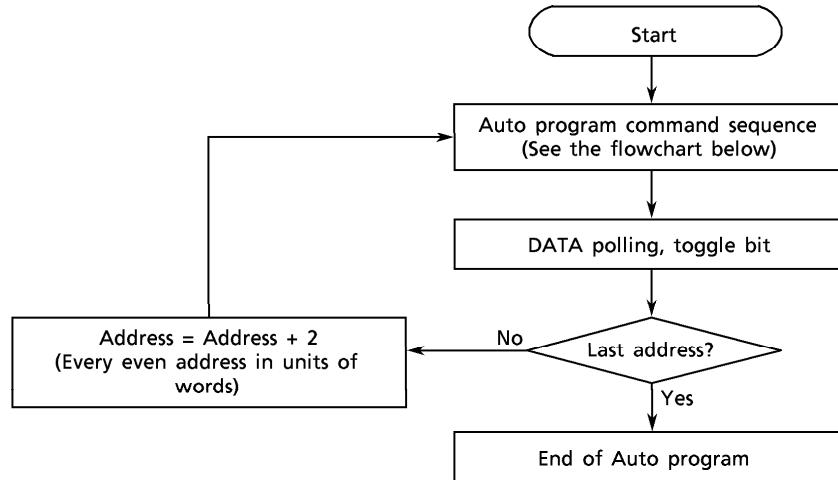 Start
Auto program command sequence
(See the flowchart below)
DATA polling, toggle bit
Address = Address + 2
(Every even address in units of
words)
No
Last address?
Yes
End of Auto program